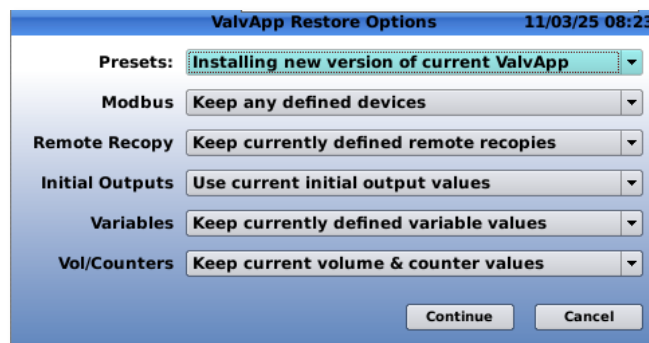 ValvApp Restore Options 11/03/25 08:23
Presets: Installing new version of current ValvApp
Modbus Keep any defined devices
Remote Recopy Keep currently defined remote recopies
Initial Outputs Use current initial output values
Variables Keep currently defined variable values
Vol/Counters Keep current volume & counter values
Continue Cancel